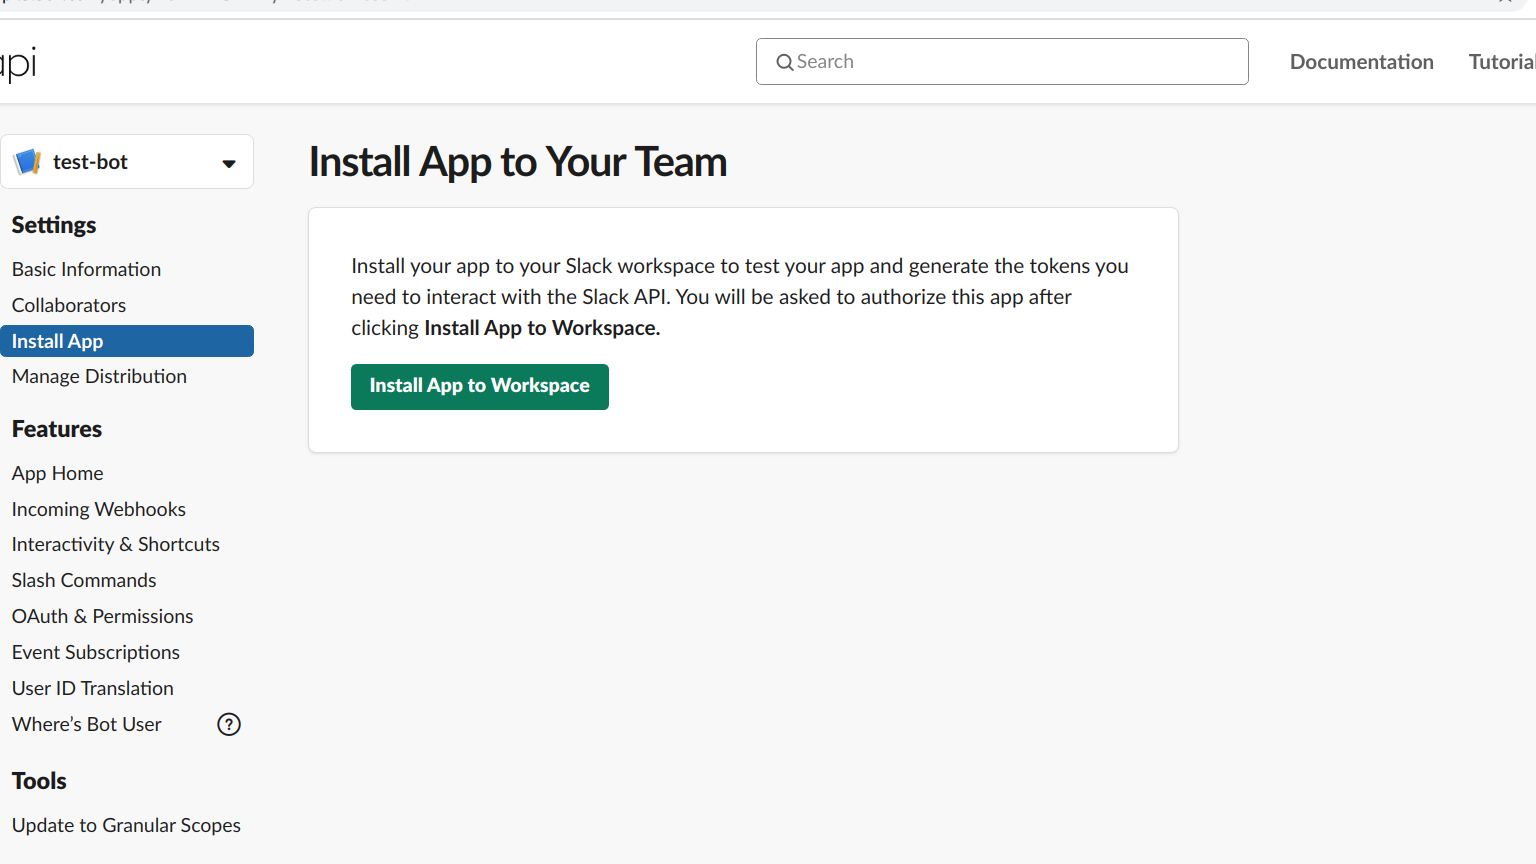 api
Search
Documentation
test-bot
Install App to Your Team
Settings
Basic Information
Collaborators
Install App
Manage Distribution
Install your app to your Slack workspace to test your app and generate the tokens you
need to interact with the Slack API. You will be asked to authorize this app after
clicking Install App to Workspace.
Install App to Workspace
Features
App Home
Incoming Webhooks
Interactivity & Shortcuts
Slash Commands
OAuth & Permissions
Event Subscriptions
User ID Translation
Where’s Bot User
?
Tools
Update to Granular Scopes